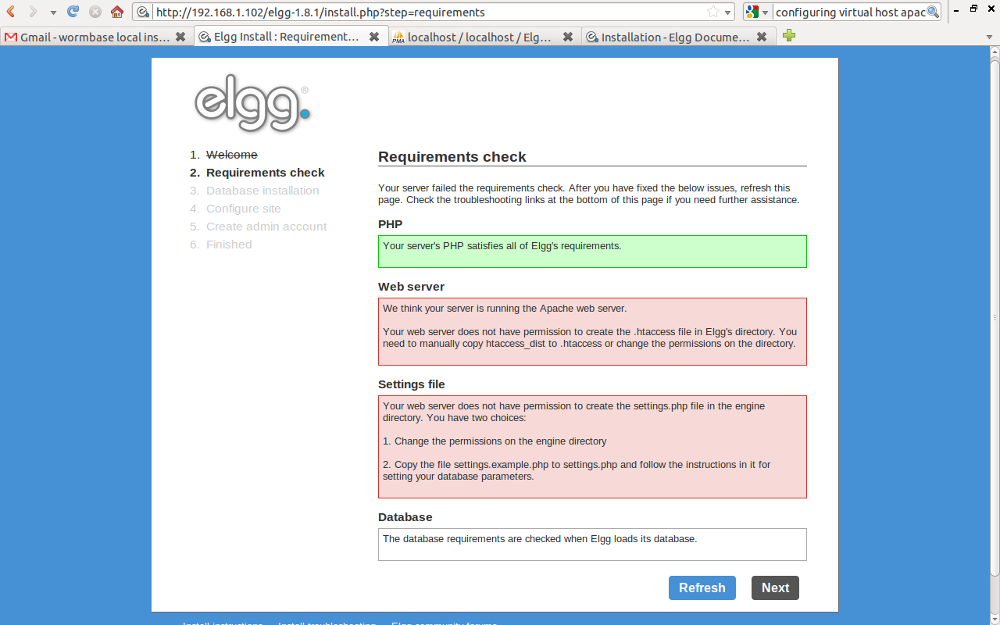 http://192.168.1.102/elgg-1.8.1/install.php?step=requirements
configuring virtual host apac
Gmail - wormbase local ins...
Elgg Install : Requirement...
PMA
localhost / localhost / Elg...
Installation - Elgg Docume...
elgg.®
1. Welcome
2. Requirements check
3. Database installation
4. Configure site
5. Create admin account
6. Finished
Requirements check
Your server failed the requirements check. After you have fixed the below issues, refresh this
page. Check the troubleshooting links at the bottom of this page if you need further assistance.
PHP
Your server's PHP satisfies all of Elgg's requirements.
Web server
We think your server is running the Apache web server.
Your web server does not have permission to create the .htaccess file in Elgg's directory. You
need to manually copy htaccess_dist to .htaccess or change the permissions on the directory.
Settings file
Your web server does not have permission to create the settings.php file in the engine
directory. You have two choices:
1. Change the permissions on the engine directory
2. Copy the file settings.example.php to settings.php and follow the instructions in it for
setting your database parameters.
Database
The database requirements are checked when Elgg loads its database.
Refresh
Next
Install instructions
Install troubleshooting
Elgg community forums